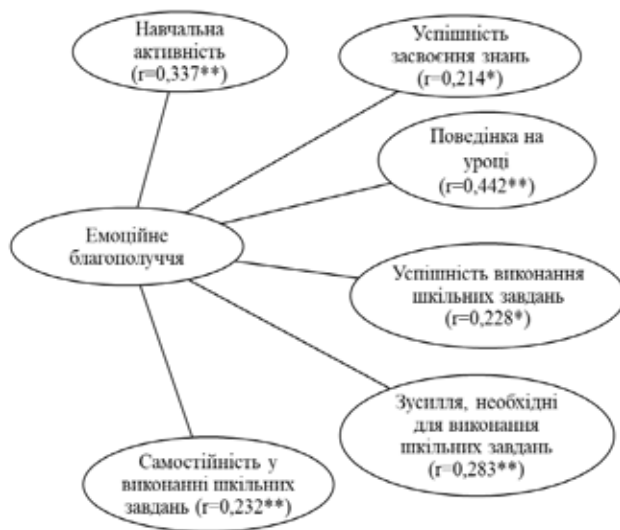 Навчальна
активність
(r=0,337**)
Успішність
засвоєння знань
(r=0,214*)
Поведінка на
уроці
(r=0,442**)
Емоційне
благополуччя
Успішність виконання
шкільних завдань
(r=0,228*)
Зусилля, необхідні
для виконання
шкільних завдань
(r=0,283**)
Самостійність у
виконанні шкільних
завдань (r=0,232**)